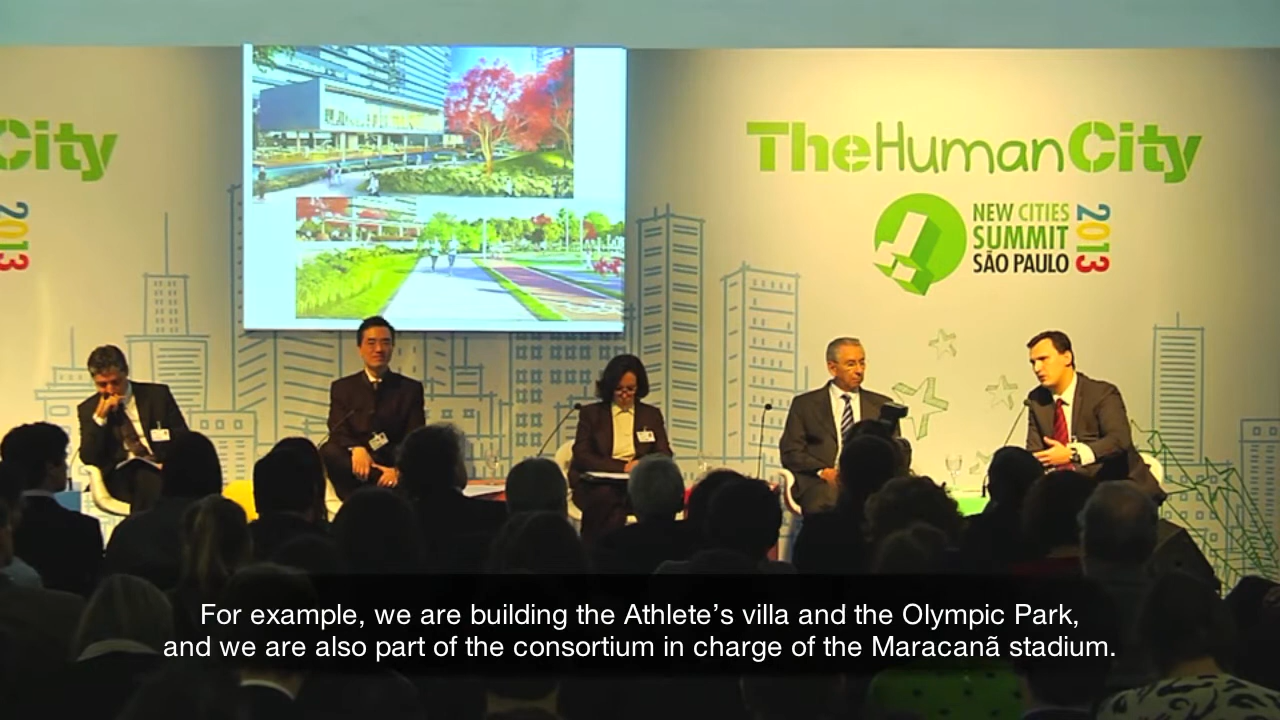 City
2013
TheHumanCity
NEW CITIES
SUMMIT
SÃO PAULO
2013
For example, we are building the Athlete’s villa and the Olympic Park,
and we are also part of the consortium in charge of the Maracanã stadium.